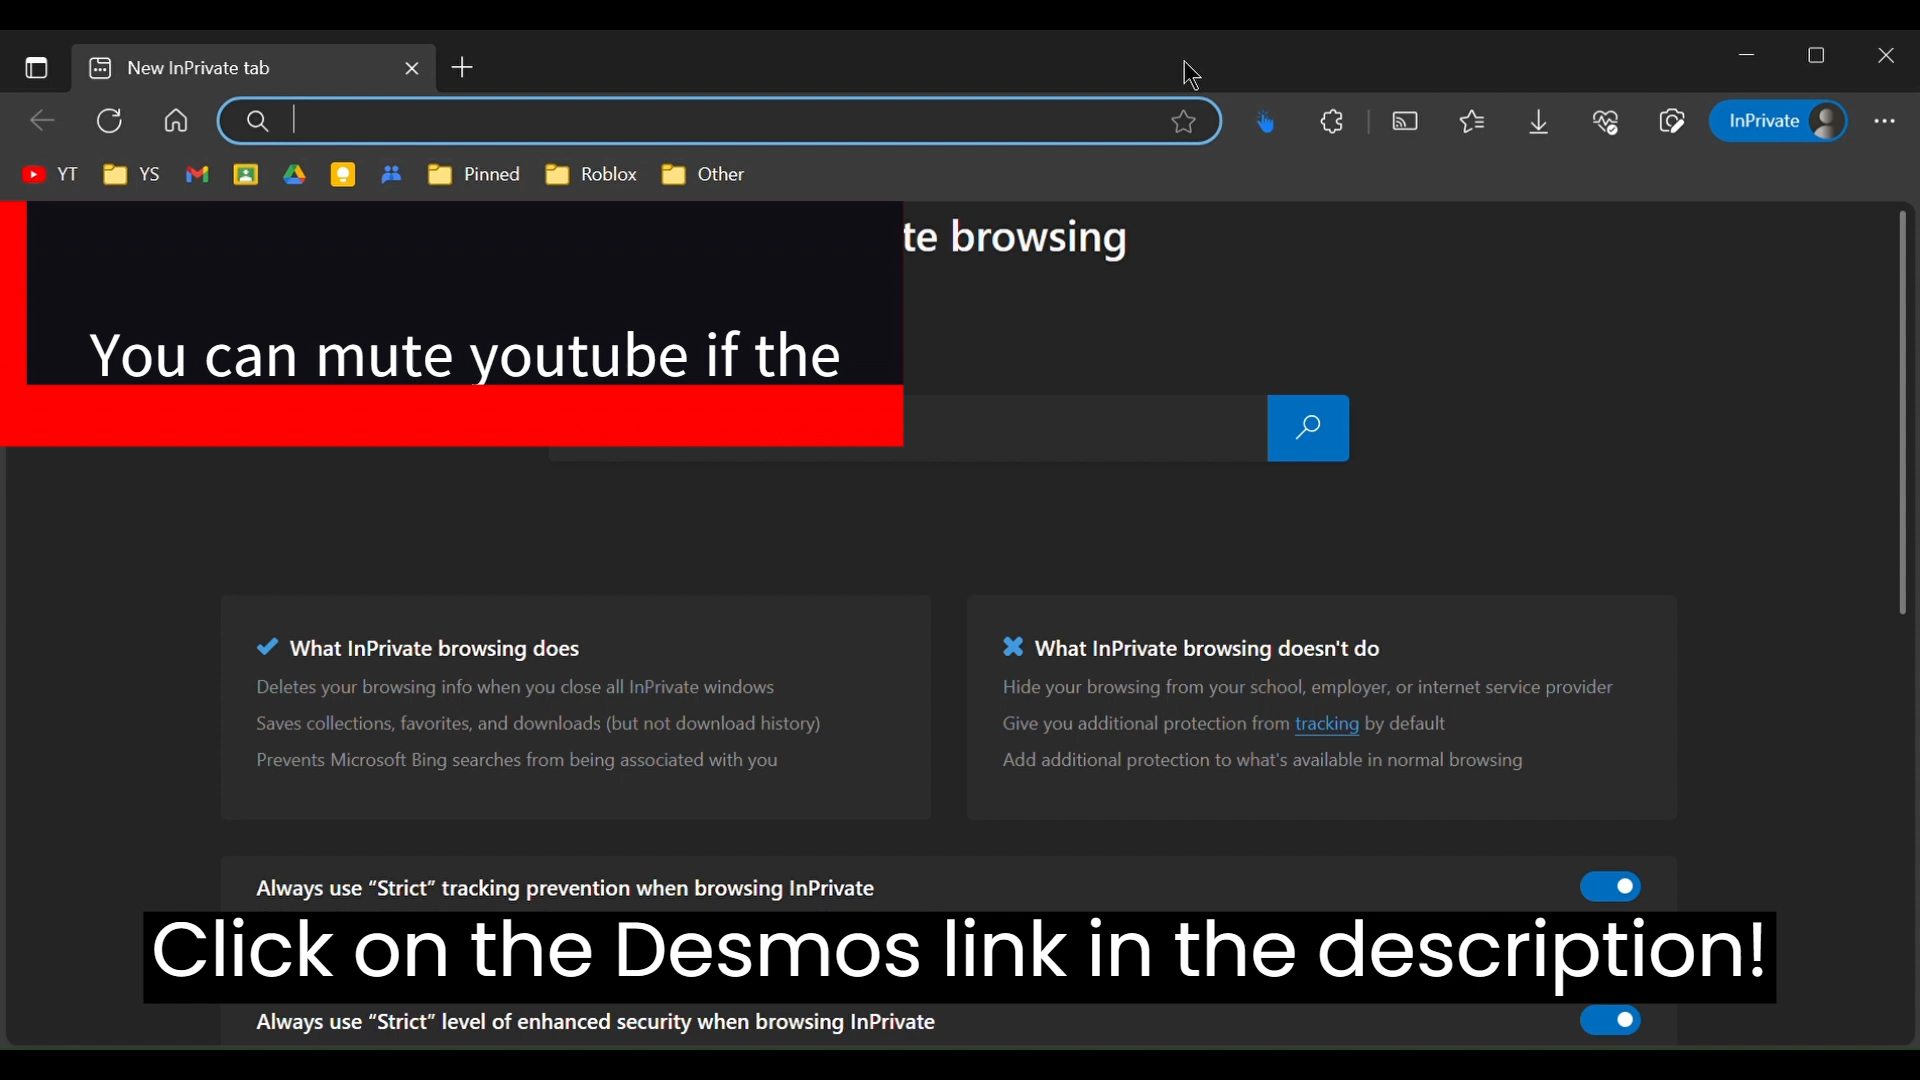 New InPrivate tab
InPrivate
YT
YS
Pinned
Roblox
Other
te browsing
You can mute youtube if the
What InPrivate browsing does
Deletes your browsing info when you close all InPrivate windows
Saves collections, favorites, and downloads (but not download history)
Prevents Microsoft Bing searches from being associated with you
What InPrivate browsing doesn't do
Hide your browsing from your school, employer, or internet service provider
Give you additional protection from tracking by default
Add additional protection to what's available in normal browsing
Always use “Strict” tracking prevention when browsing InPrivate
Click on the Desmos link in the description!
Always use “Strict” level of enhanced security when browsing InPrivate